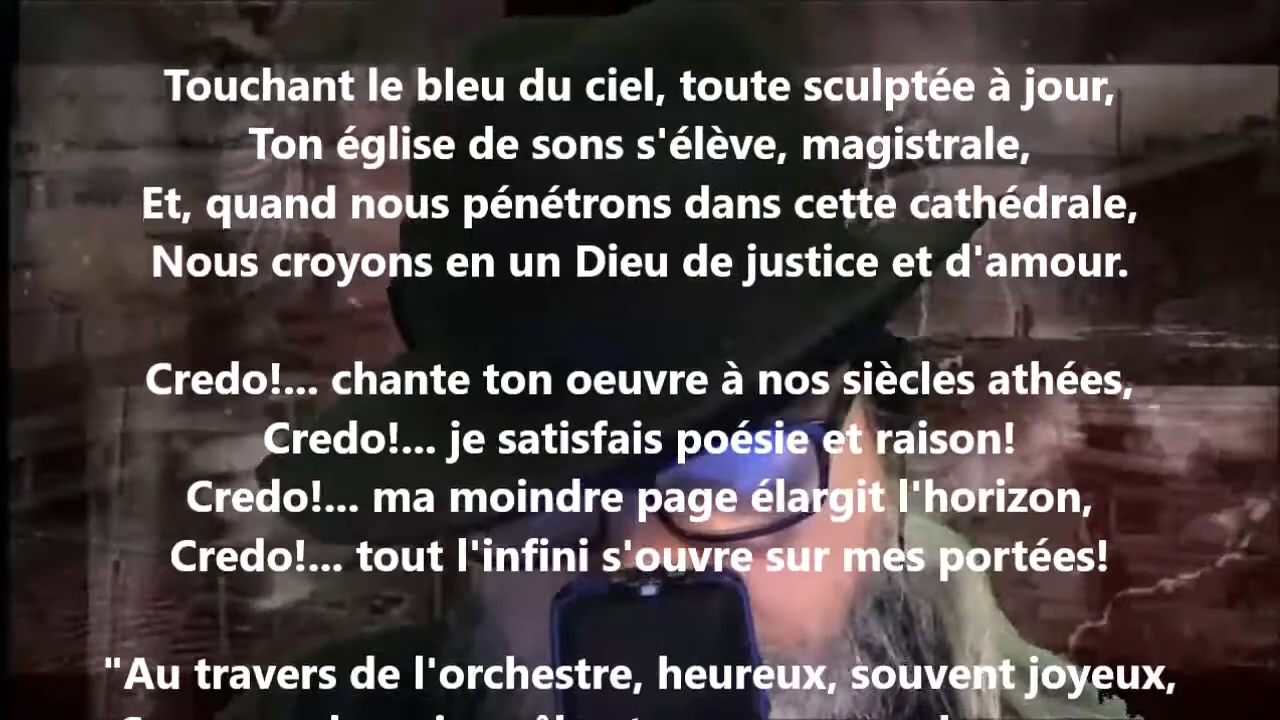 Touchant le bleu du ciel, toute sculptée à jour,
Ton église de sons s'élève, magistrale,
Et, quand nous pénétrons dans cette cathédrale,
Nous croyons en un Dieu de justice et d'amour.
Credo!... chante ton oeuvre à nos siècles athées,
Credo!... je satisfais poésie et raison!
Credo!... ma moindre page élargit l'horizon,
Credo!... tout l'infini s'ouvre sur mes portées!
"Au travers de l'orchestre, heureux, souvent joyeux,